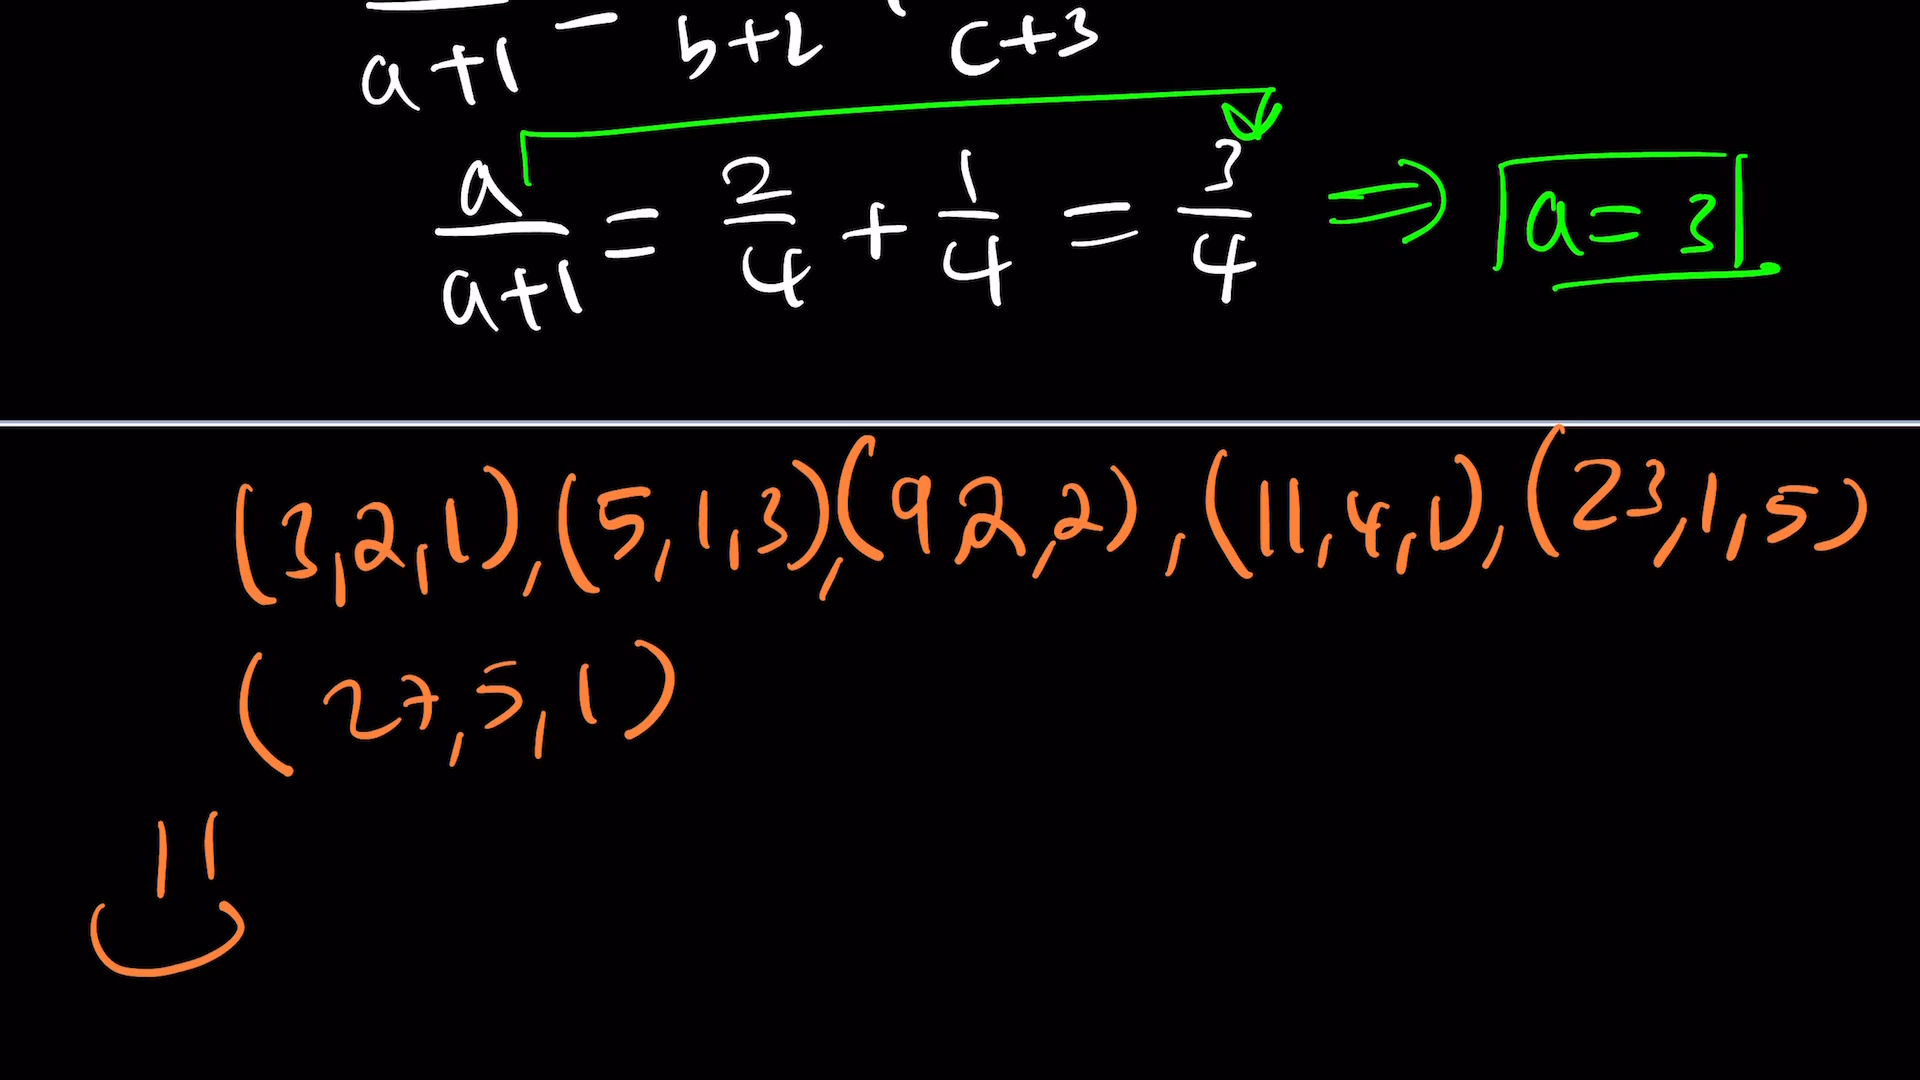 a+1 = b+2 c+3
a/a+1 = 2/4 + 1/4 = 3/4 ⇒ a=3
(3,2,1), (5,1,3), (9,2,2), (11,4,1), (23,1,5)
(27,5,1)